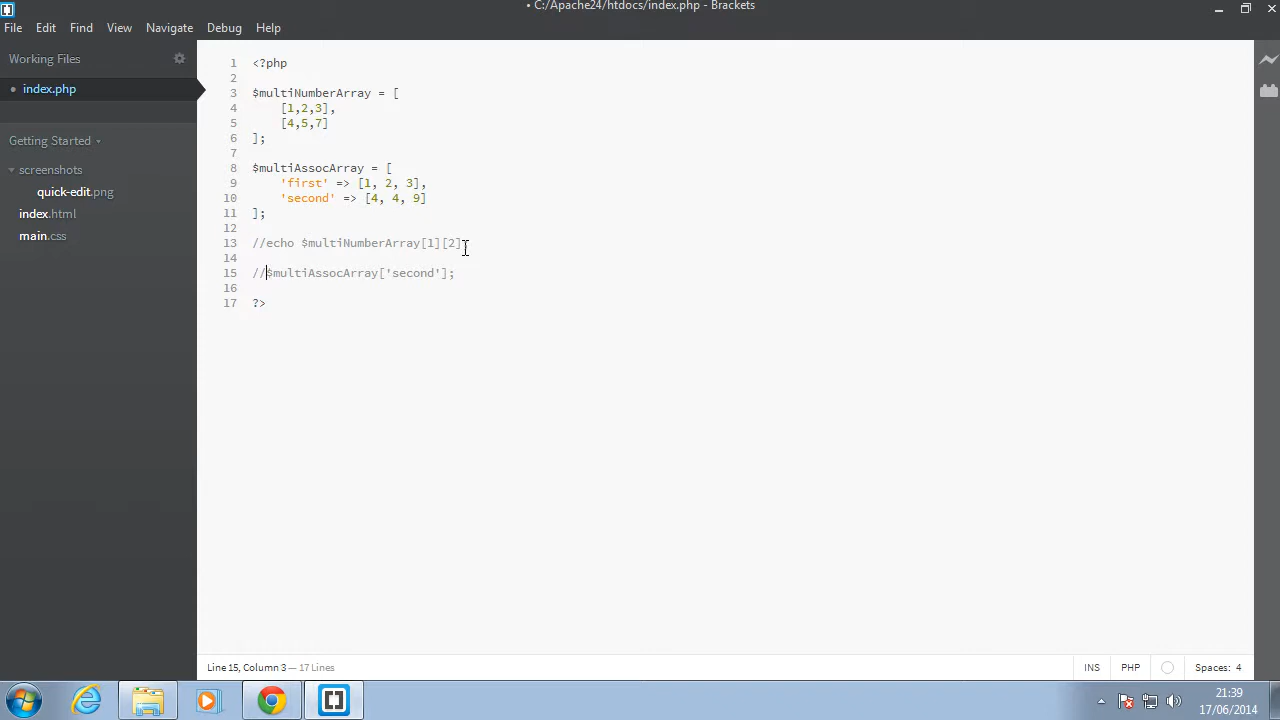 • C:/Apache24/htdocs/index.php - Brackets
File Edit Find View Navigate Debug Help
Working Files
• index.php
Getting Started
screenshots
quick-edit.png
index.html
main.css
1 <?php
2
3 $multiNumberArray = [
4 [1,2,3],
5 [4,5,7]
6 ];
7
8 $multiAssocArray = [
9 'first' => [1, 2, 3],
10 'second' => [4, 4, 9]
11 ];
12
13 //echo $multiNumberArray[1][2]
14
15 //$multiAssocArray['second'];
16
17 ?>
Line 15, Column 3 — 17 Lines
INS PHP Spaces: 4
21:39
17/06/2014